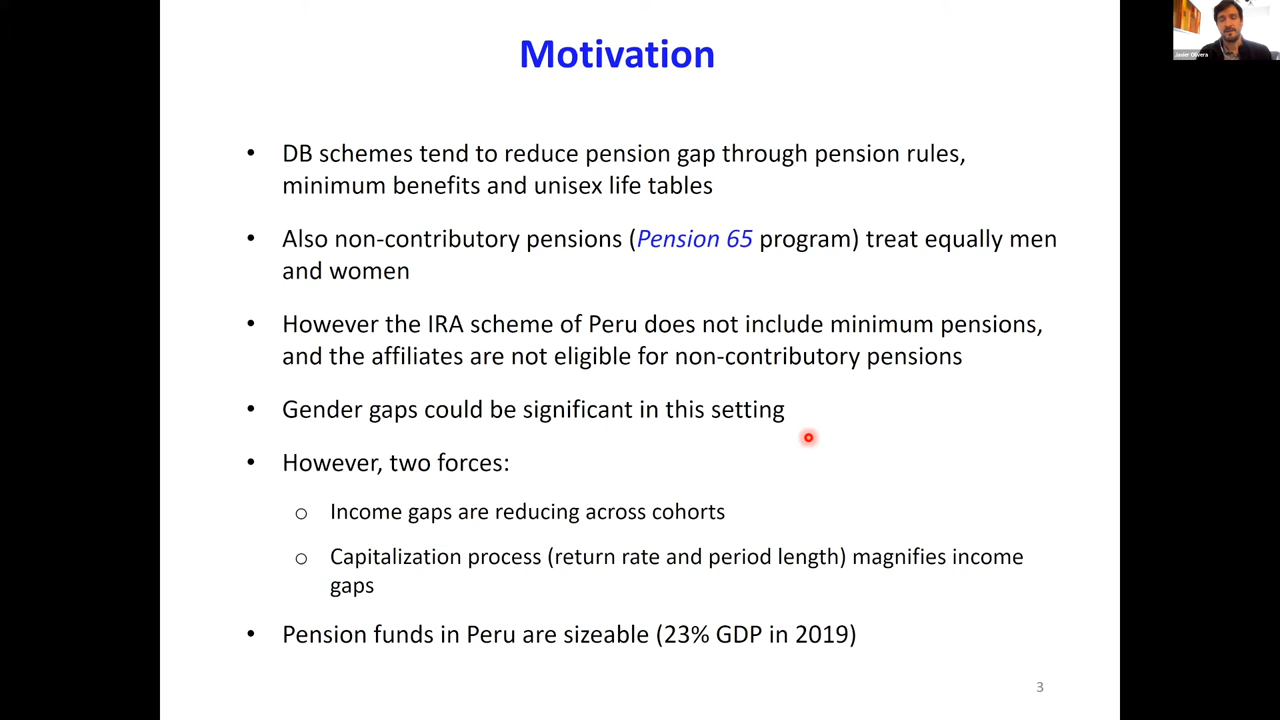 Motivation
Javier Olivera
• DB schemes tend to reduce pension gap through pension rules,
minimum benefits and unisex life tables
• Also non-contributory pensions (Pension 65 program) treat equally men
and women
• However the IRA scheme of Peru does not include minimum pensions,
and the affiliates are not eligible for non-contributory pensions
• Gender gaps could be significant in this setting
• However, two forces:
o Income gaps are reducing across cohorts
o Capitalization process (return rate and period length) magnifies income
gaps
• Pension funds in Peru are sizeable (23% GDP in 2019)
3